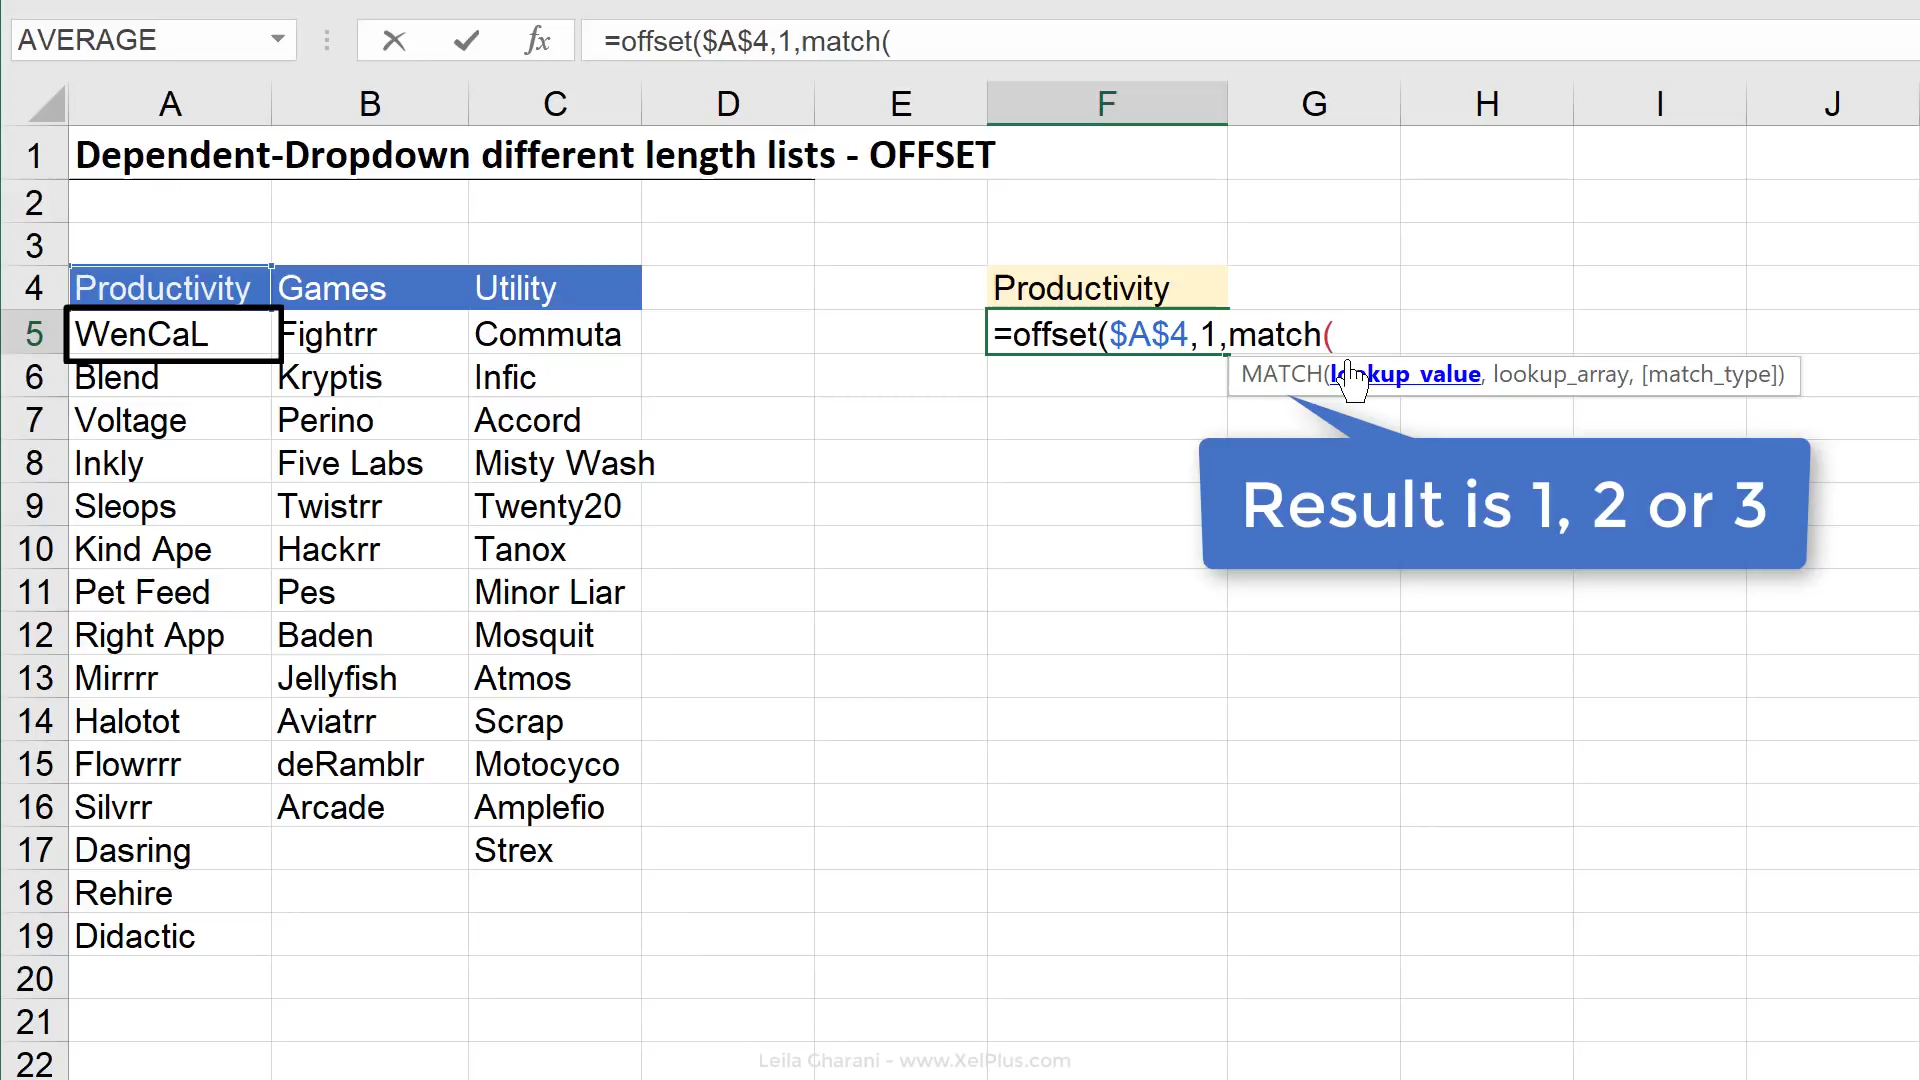 AVERAGE fx =offset($A$4,1,match(
A B C D E F G H I J
1 Dependent-Dropdown different length lists - OFFSET
2
3
4 Productivity Games Utility Productivity
5 WenCaL Fightrr Commuta =offset($A$4,1,match(
6 Blend Kryptis Infic MATCH(lookup_value, lookup_array, [match_type])
7 Voltage Perino Accord
8 Inkly Five Labs Misty Wash
Result is 1, 2 or 3
9 Sleops Twistrr Twenty20
10 Kind Ape Hackrr Tanox
11 Pet Feed Pes Minor Liar
12 Right App Baden Mosquit
13 Mirrrr Jellyfish Atmos
14 Halotot Aviatrr Scrap
15 Flowrrr deRamblr Motocyco
16 Silvrr Arcade Amplefio
17 Dasring Strex
18 Rehire
19 Didactic
20
21
22
Leila Gharani - www.XelPlus.com